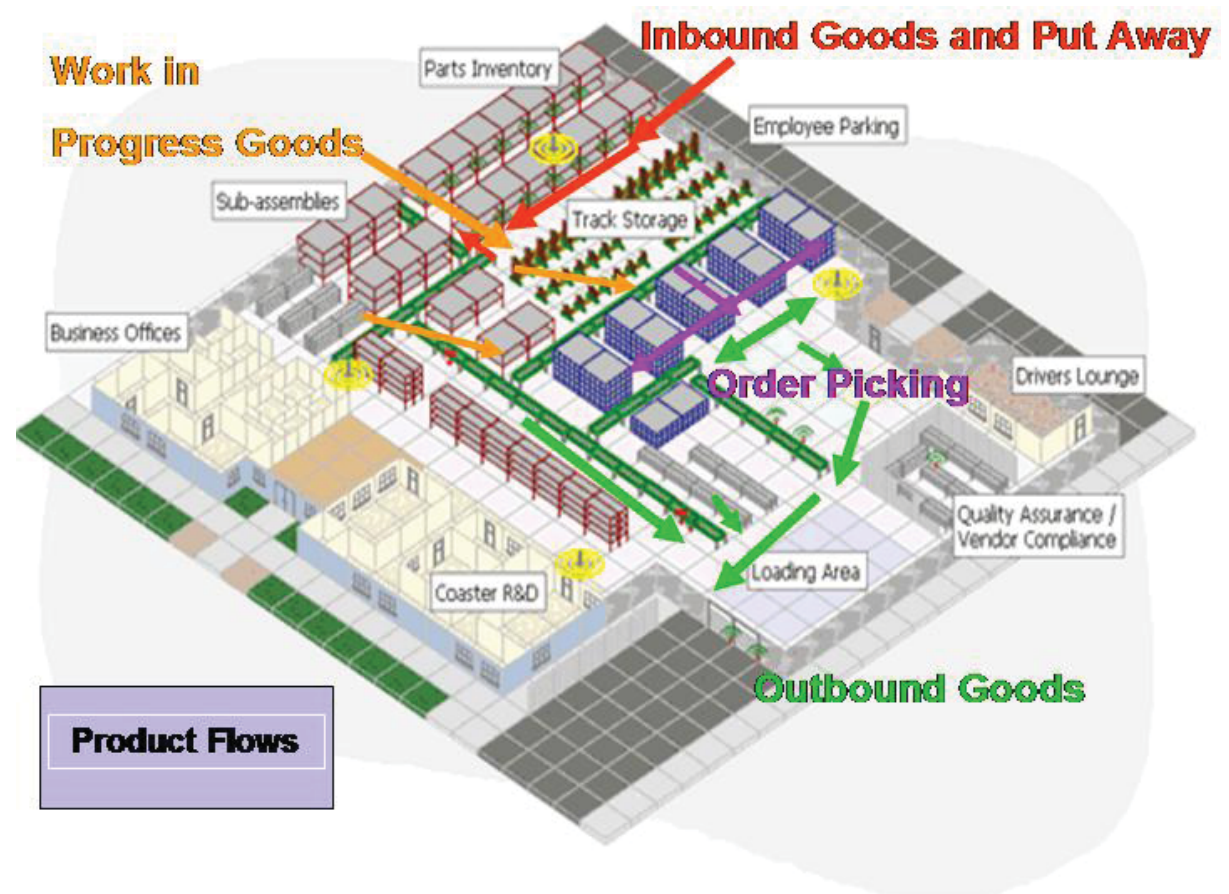 Inbound Goods and Put Away
Work in
Progress Goods
Parts Inventory
Employee Parking
Sub-assemblies
Track Storage
Business Offices
Order Picking
Drivers Lounge
Quality Assurance /
Vendor Compliance
Loading Area
Coaster R&D
Outbound Goods
Product Flows